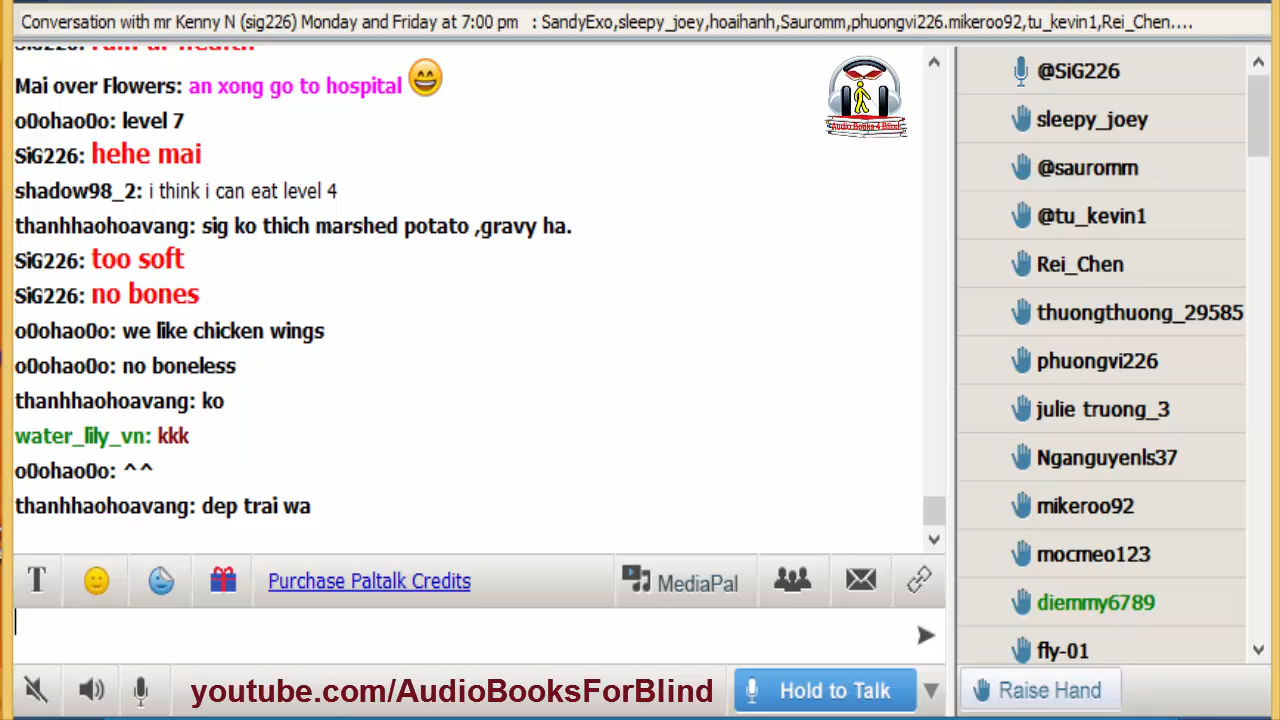 Conversation with mr Kenny N (sig226) Monday and Friday at 7:00 pm : SandyExo,sleepy_joey,hoaihanh,Sauromm,phuongvi226.mikeroo92,tu_kevin1,Rei_Chen....
Mai over Flowers: an xong go to hospital
o0ohao0o: level 7
SiG226: hehe mai
shadow98_2: i think i can eat level 4
thanhhaohoavang: sig ko thich marshed potato ,gravy ha.
SiG226: too soft
SiG226: no bones
o0ohao0o: we like chicken wings
o0ohao0o: no boneless
thanhhaohoavang: ko
water_lily_vn: kkk
o0ohao0o: ^^
thanhhaohoavang: dep trai wa
Audio Books 4 Blind
@SiG226
sleepy_joey
@sauromm
@tu_kevin1
Rei_Chen
thuongthuong_29585
phuongvi226
julie truong_3
Nganguyenls37
mikeroo92
mocmeo123
diemmy6789
fly-01
T
Purchase Paltalk Credits
MediaPal
youtube.com/AudioBooksForBlind
Hold to Talk
Raise Hand